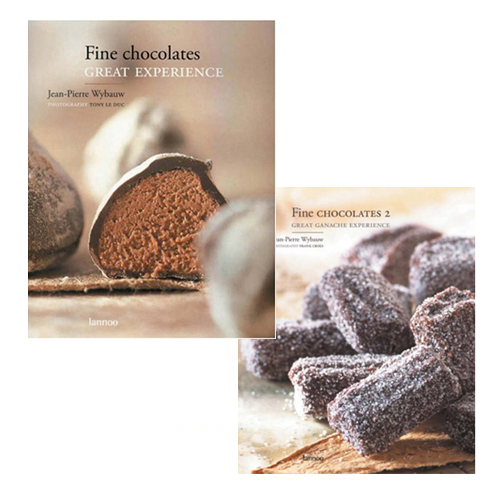 Fine chocolates
GREAT EXPERIENCE
Jean-Pierre Wybauw
PHOTOGRAPHY TONY LE DUC
lannoo
Fine CHOCOLATES 2
GREAT GANACHE EXPERIENCE
ean-Pierre Wybauw
lannoo